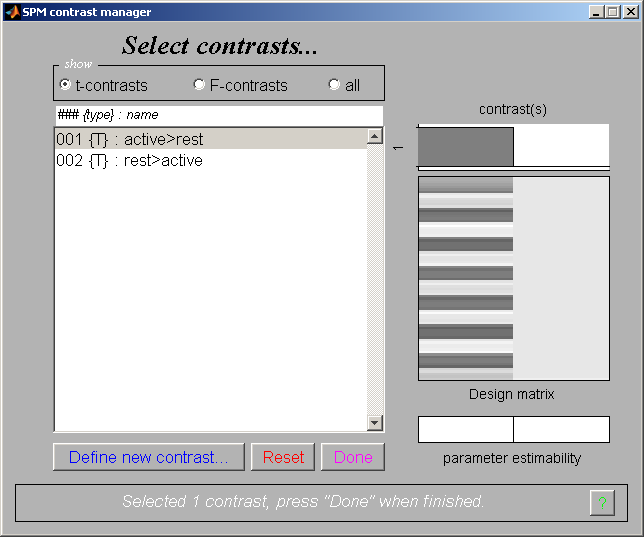 SPM contrast manager
Select contrasts...
show
t-contrasts
F-contrasts
all
### {type} : name
001 {T} : active>rest
002 {T} : rest>active
contrast(s)
←
Design matrix
parameter estimability
Define new contrast...
Reset
Done
Selected 1 contrast, press "Done" when finished.
?